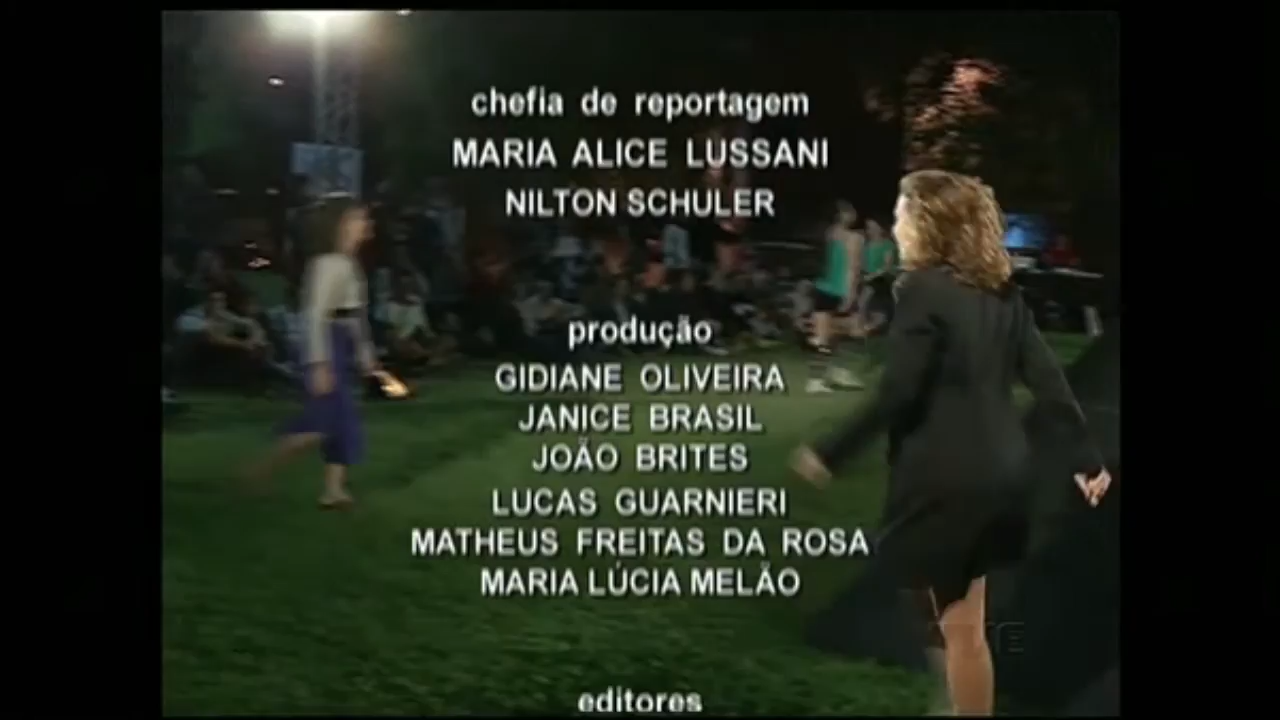 chefia de reportagem
MARIA ALICE LUSSANI
NILTON SCHULER
produção
GIDIANE OLIVEIRA
JANICE BRASIL
JOÃO BRITES
LUCAS GUARNIERI
MATHEUS FREITAS DA ROSA
MARIA LÚCIA MELÃO
editores